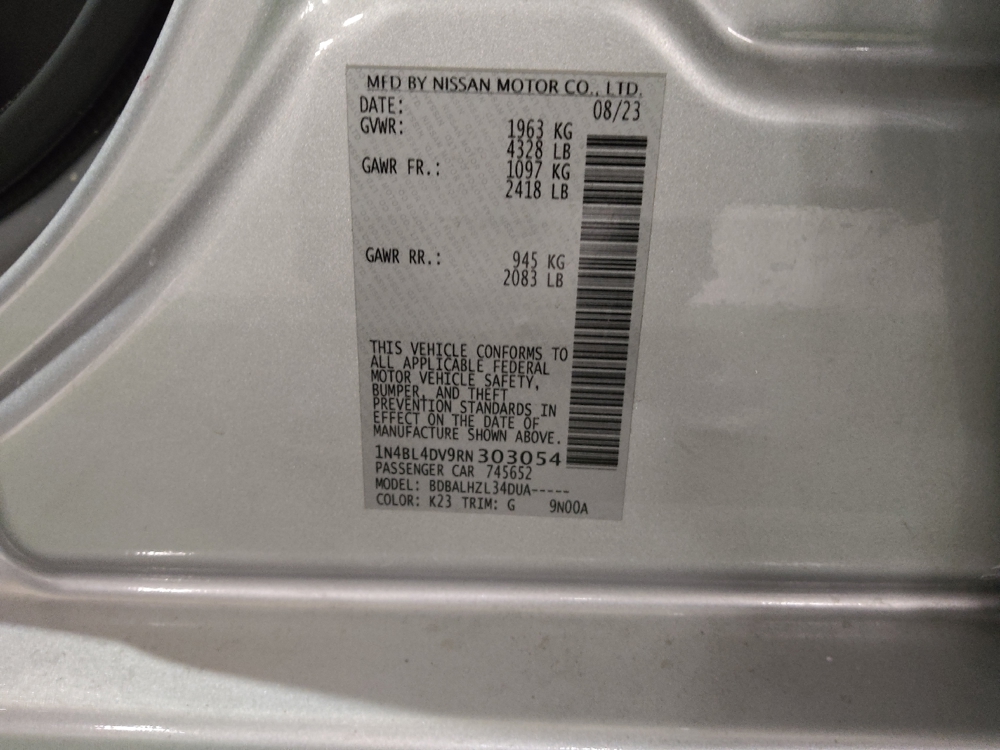 MFD BY NISSAN MOTOR CO., LTD.
DATE: 08/23
GVWR: 1963 KG
4328 LB
GAWR FR.: 1097 KG
2418 LB
GAWR RR.: 945 KG
2083 LB
THIS VEHICLE CONFORMS TO
ALL APPLICABLE FEDERAL
MOTOR VEHICLE SAFETY,
BUMPER, AND THEFT
PREVENTION STANDARDS IN
EFFECT ON THE DATE OF
MANUFACTURE SHOWN ABOVE.
1N4BL4DV9RN303054
PASSENGER CAR 745652
MODEL: BDBALHZL34DUA-----
COLOR: K23 TRIM: G 9N00A